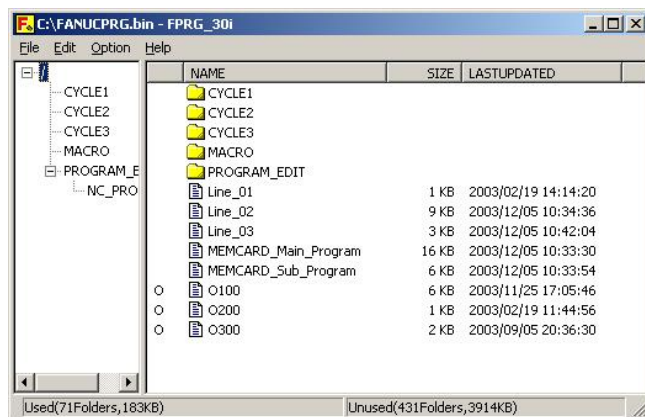 C:\FANUCPRG.bin - FPRG_30i
File Edit Option Help
/
CYCLE1
CYCLE2
CYCLE3
MACRO
PROGRAM_E
NC_PRO
NAME SIZE LASTUPDATED
CYCLE1
CYCLE2
CYCLE3
MACRO
PROGRAM_EDIT
Line_01 1 KB 2003/02/19 14:14:20
Line_02 9 KB 2003/12/05 10:34:36
Line_03 3 KB 2003/12/05 10:42:04
MEMCARD_Main_Program 16 KB 2003/12/05 10:33:30
MEMCARD_Sub_Program 6 KB 2003/12/05 10:33:54
O O100 6 KB 2003/11/25 17:05:46
O O200 1 KB 2003/02/19 11:44:56
O O300 2 KB 2003/09/05 20:36:30
Used(71Folders,183KB) Unused(431Folders,3914KB)